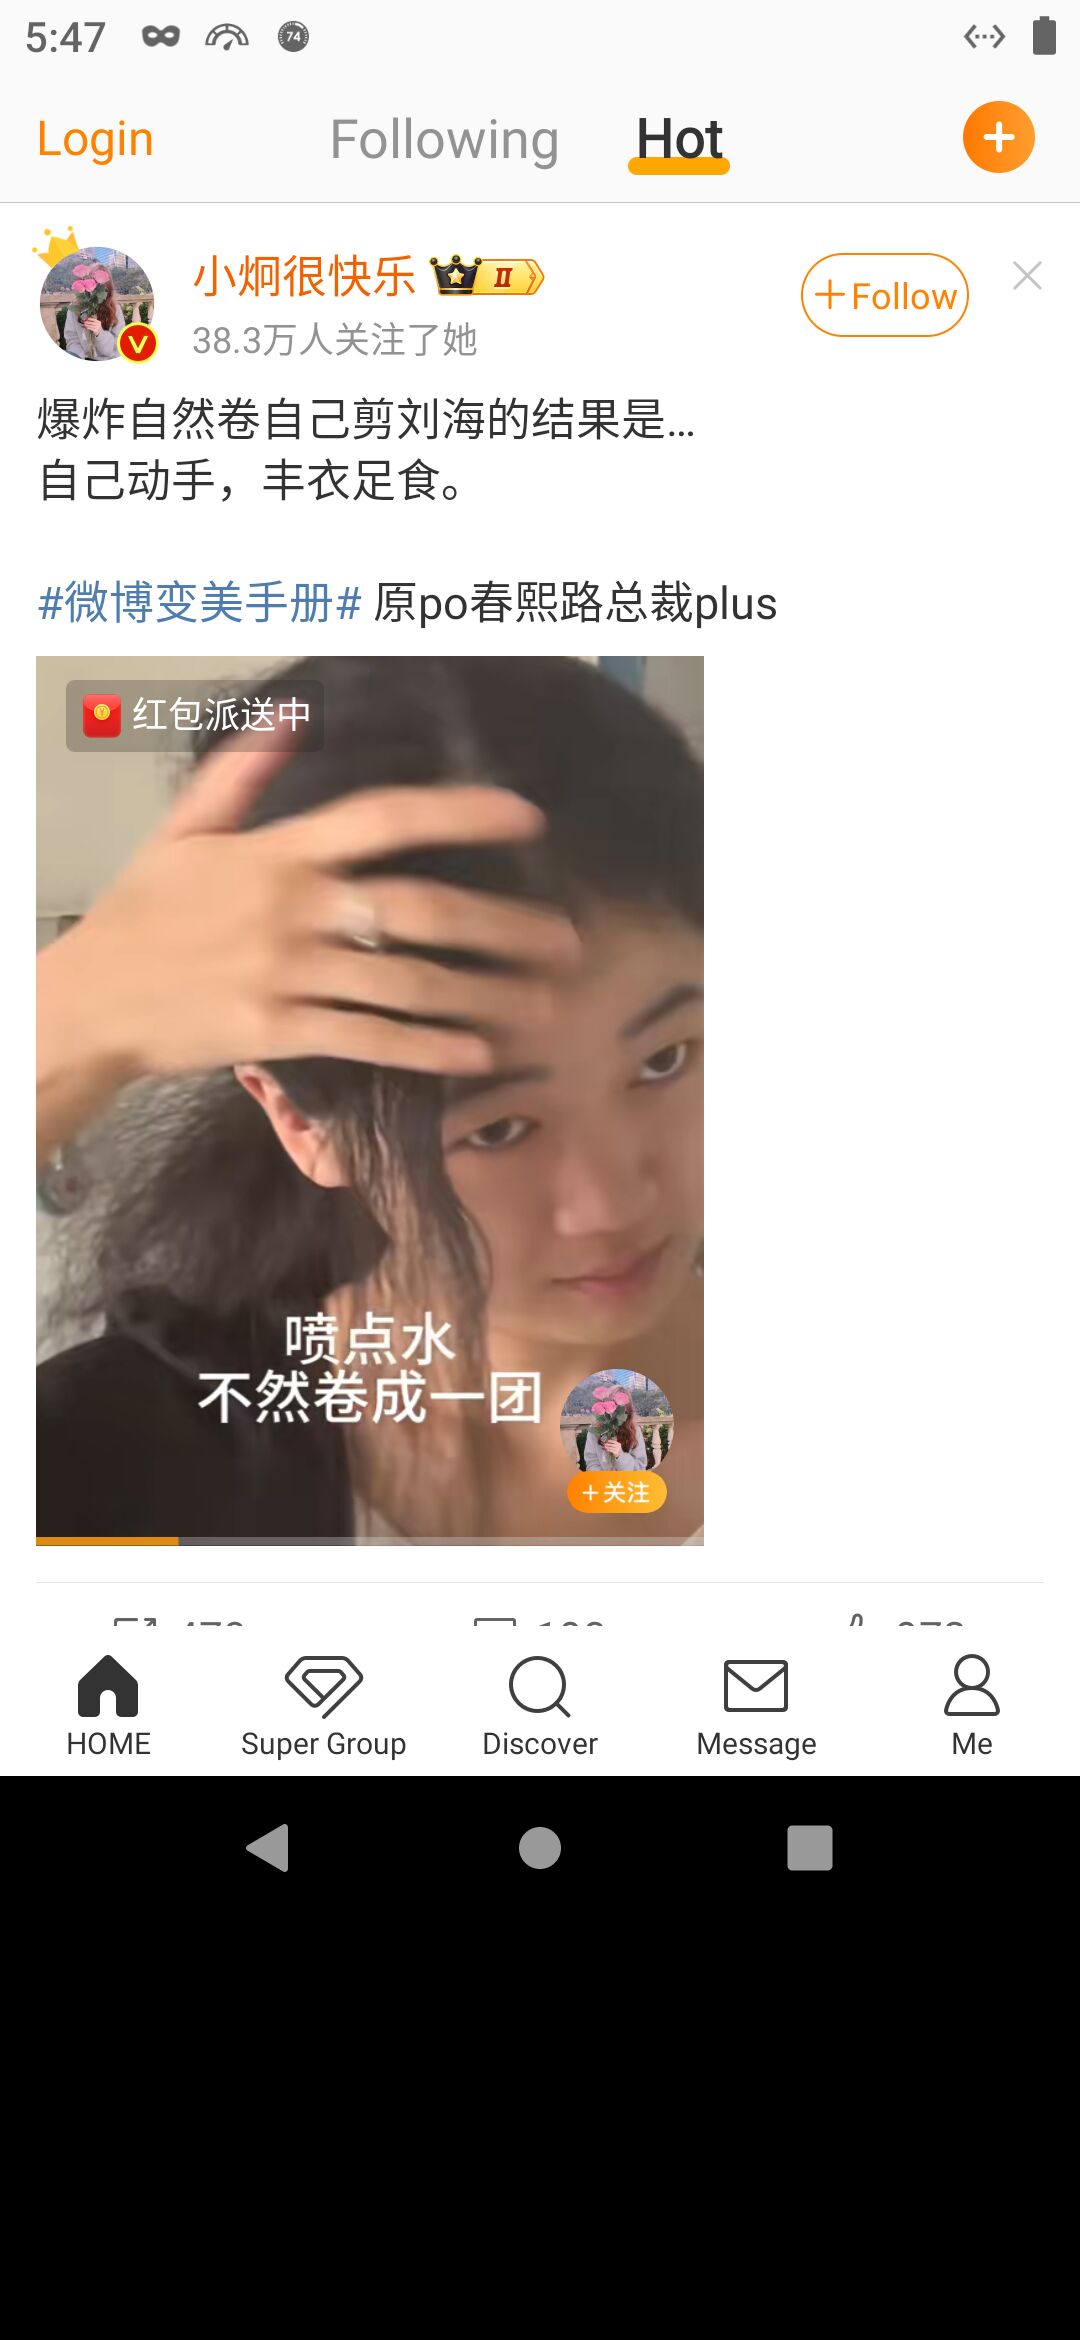 5:47
74
Login
Following
Hot
小炯很快乐
II
Follow
38.3万人关注了她
爆炸自然卷自己剪刘海的结果是...
自己动手，丰衣足食。
#微博变美手册# 原po春熙路总裁plus
红包派送中
喷点水
不然卷成一团
+关注
HOME
Super Group
Discover
Message
Me